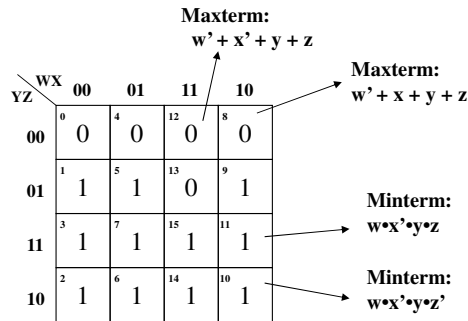 Maxterm:
w’ + x’ + y + z
Maxterm:
w’ + x + y + z
WX
YZ
00 01 11 10
0 4 12 8
00 0 0 0 0
1 5 13 9
01 1 1 0 1
3 7 15 11
11 1 1 1 1
2 6 14 10
10 1 1 1 1
Minterm:
w•x’•y•z
Minterm:
w•x’•y•z’